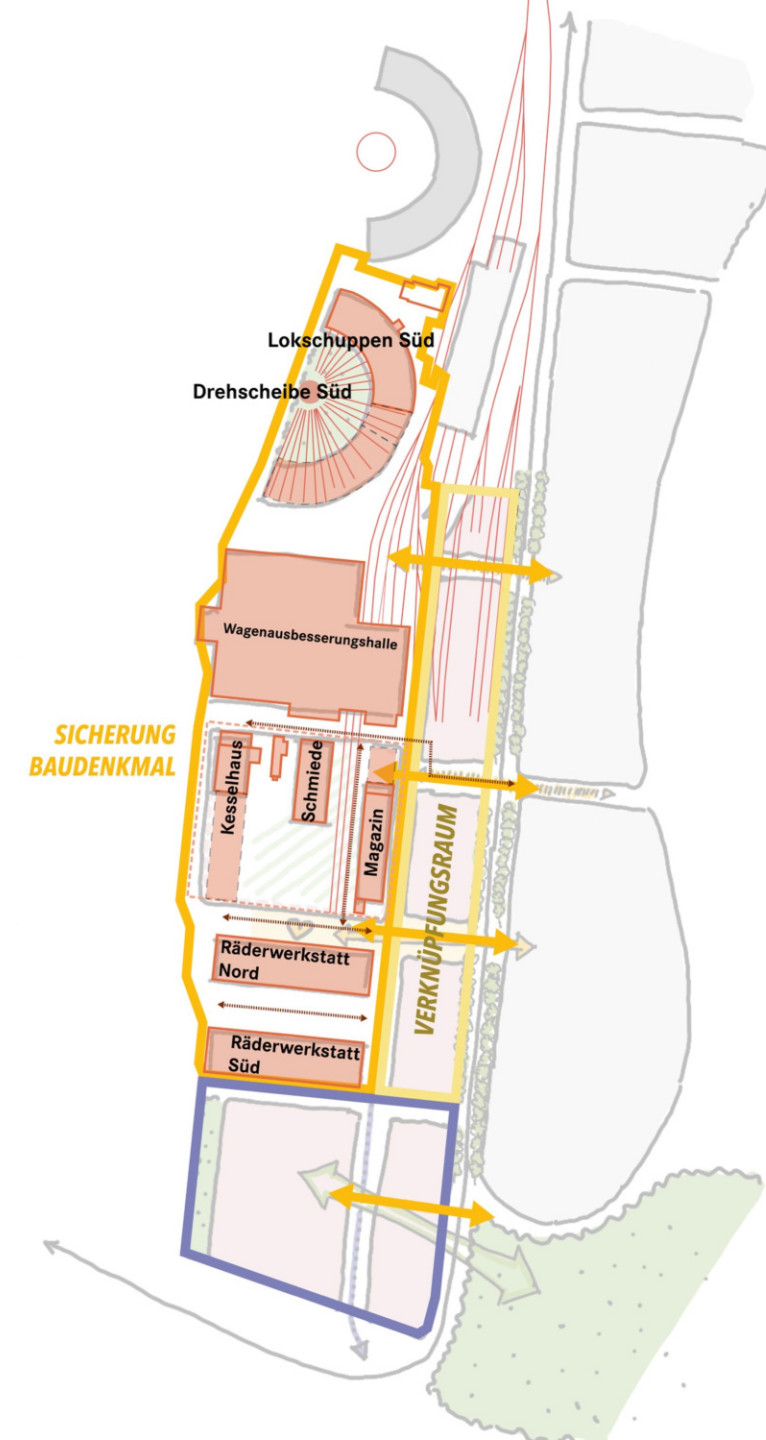 Lokschuppen Süd
Drehscheibe Süd
Wagenausbesserungshalle
SICHERUNG
BAUDENKMAL
Kesselhaus
Schmiede
Magazin
VERKNÜPFUNGSRAUM
Räderwerkstatt
Nord
Räderwerkstatt
Süd